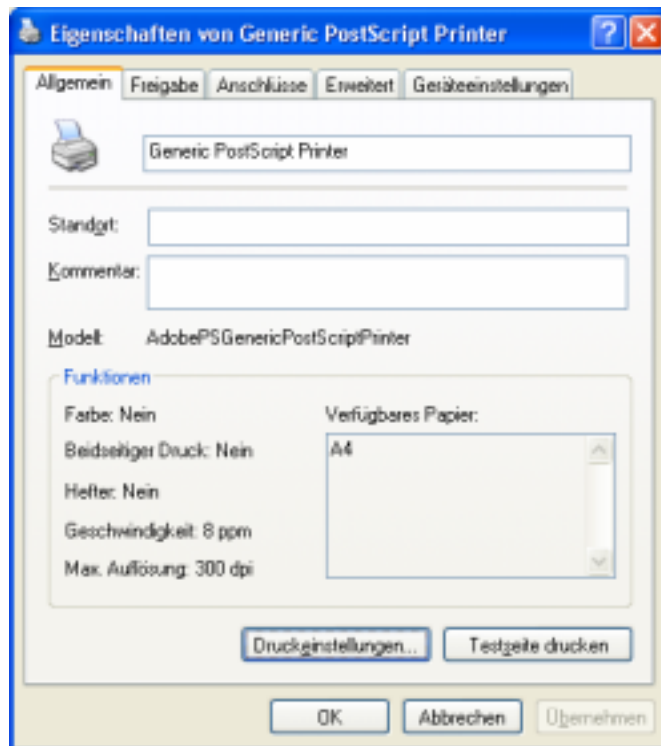 Eigenschaften von Generic PostScript Printer
Allgemein Freigabe Anschlüsse Erweitert Geräteeinstellungen
Generic PostScript Printer
Standort:
Kommentar:
Modell: AdobePSGenericPostScriptPrinter
Funktionen
Farbe: Nein Verfügbares Papier:
Beidseitiger Druck: Nein A4
Hefter: Nein
Geschwindigkeit: 8 ppm
Max. Auflösung: 300 dpi
Druckeinstellungen... Testseite drucken
OK Abbrechen Übernehmen